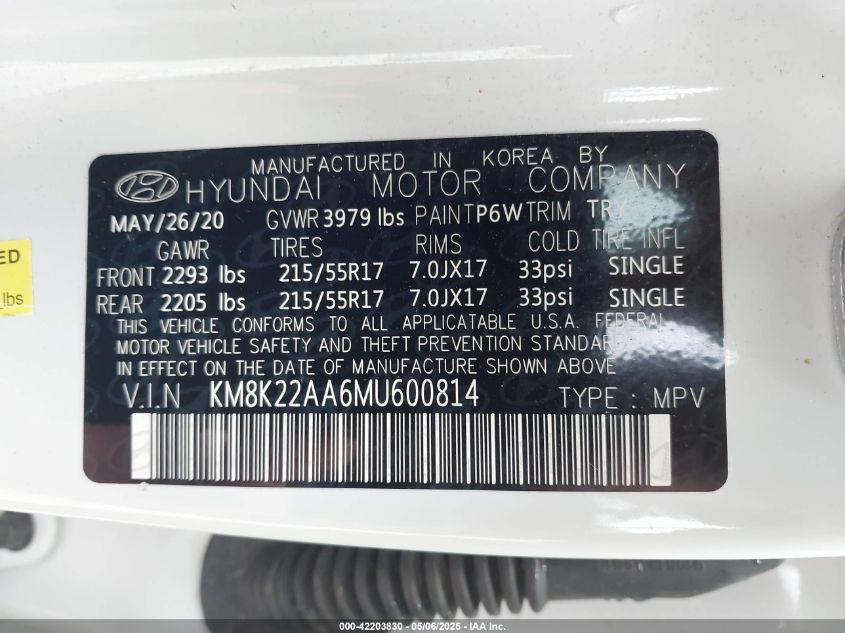 MANUFACTURED IN KOREA BY
HYUNDAI MOTOR COMPANY
MAY/26/20 GVWR 3979 lbs PAINT P6W TRIM TRY
GAWR TIRES RIMS COLD TIRE INFL
FRONT 2293 lbs 215/55R17 7.0JX17 33psi SINGLE
REAR 2205 lbs 215/55R17 7.0JX17 33psi SINGLE
THIS VEHICLE CONFORMS TO ALL APPLICATABLE U.S.A. FEDERAL
MOTOR VEHICLE SAFETY AND THEFT PREVENTION STANDARDS
IN EFFECT ON THE DATE OF MANUFACTURE SHOWN ABOVE
V.I.N KM8K22AA6MU600814 TYPE : MPV
ED
lbs
000-42203830 - 05/06/2025 - IAA Inc.